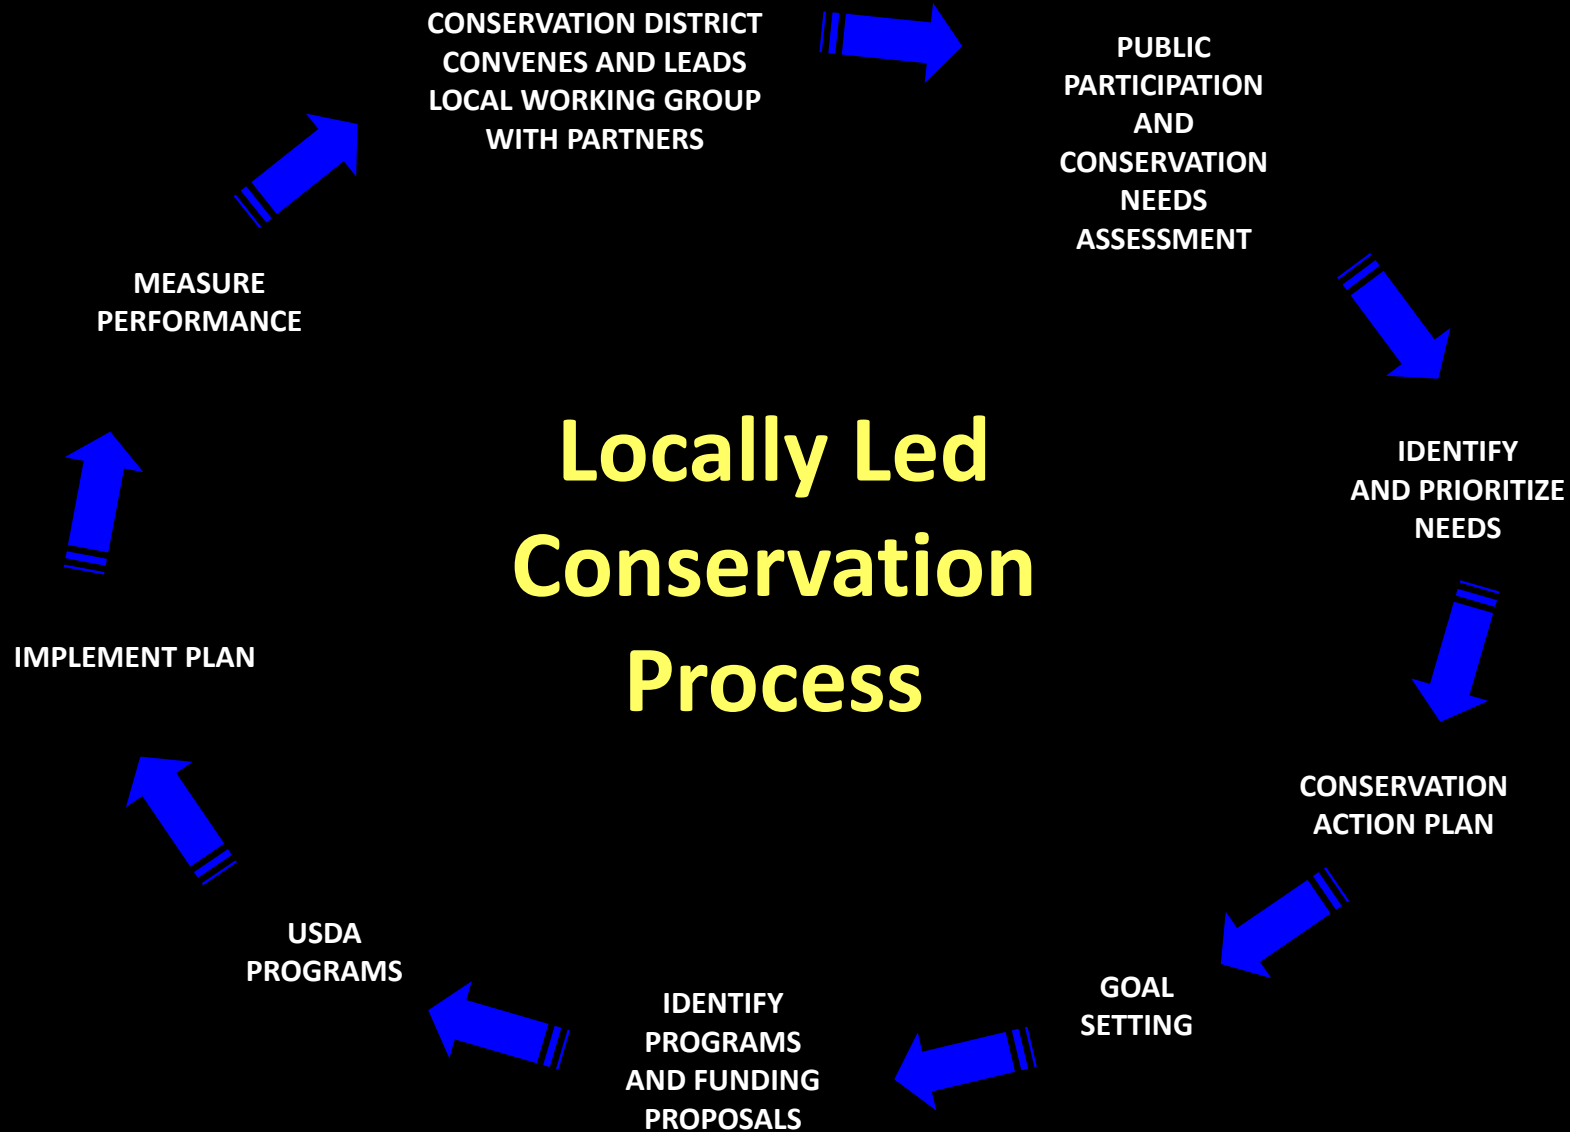 CONSERVATION DISTRICT
CONVENES AND LEADS
LOCAL WORKING GROUP
WITH PARTNERS
PUBLIC
PARTICIPATION
AND
CONSERVATION
NEEDS
ASSESSMENT
IDENTIFY
AND PRIORITIZE
NEEDS
CONSERVATION
ACTION PLAN
GOAL
SETTING
IDENTIFY
PROGRAMS
AND FUNDING
PROPOSALS
USDA
PROGRAMS
IMPLEMENT PLAN
MEASURE
PERFORMANCE
Locally Led
Conservation
Process